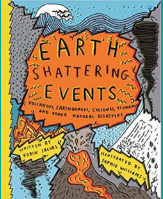 EARTH
SHATTERING
EVENTS
VOLCANOES, EARTHQUAKES, CYCLONES, TSUNAMIS
AND OTHER NATURAL DISASTERS
WRITTEN BY
ROBIN JACOBS
ILLUSTRATED BY
SOPHIE WILLIAMS